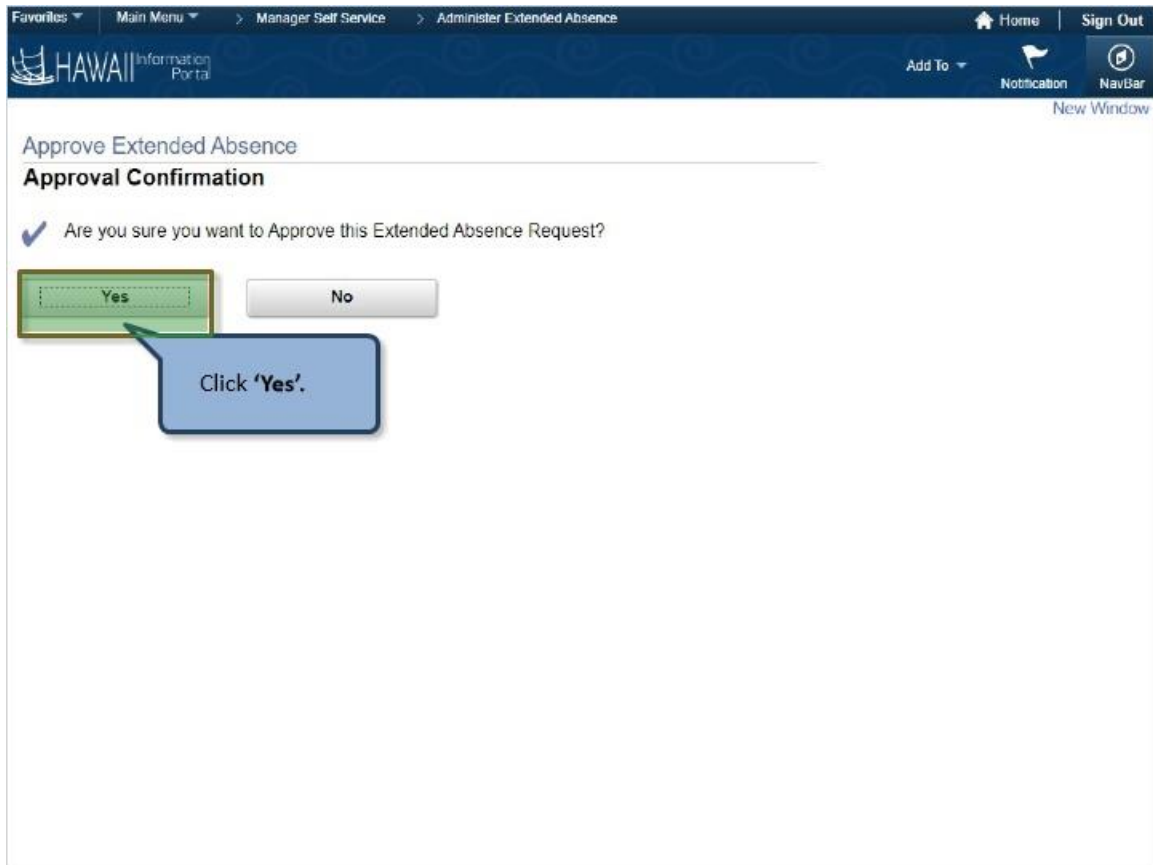 Favorites Main Menu > Manager Self Service > Administer Extended Absence Home Sign Out
HAWAII Information Portal Add To Notification NavBar
New Window
Approve Extended Absence
Approval Confirmation
Are you sure you want to Approve this Extended Absence Request?
Yes No
Click ‘Yes’.